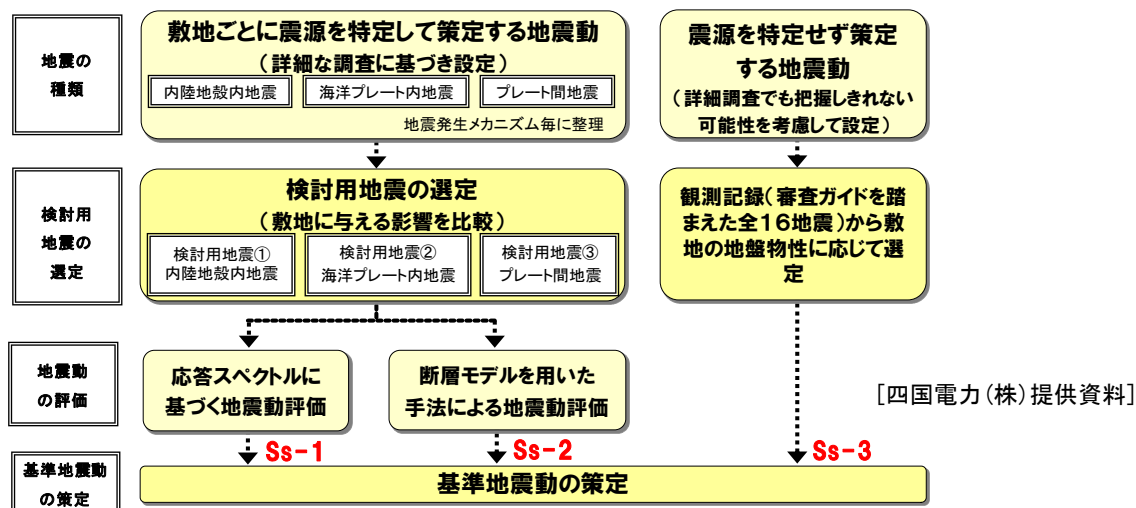 地震の
種類
敷地ごとに震源を特定して策定する地震動
(詳細な調査に基づき設定)
内陸地殻内地震
海洋プレート内地震
プレート間地震
地震発生メカニズム毎に整理
震源を特定せず策定
する地震動
(詳細調査でも把握しきれない
可能性を考慮して設定)
検討用
地震の
選定
検討用地震の選定
(敷地に与える影響を比較)
検討用地震①
内陸地殻内地震
検討用地震②
海洋プレート内地震
検討用地震③
プレート間地震
観測記録(審査ガイドを踏
まえた全16地震)から敷
地の地盤物性に応じて選
定
地震動
の評価
応答スペクトルに
基づく地震動評価
断層モデルを用いた
手法による地震動評価
[四国電力(株)提供資料]
Ss-1
Ss-2
Ss-3
基準地震動
の策定
基準地震動の策定